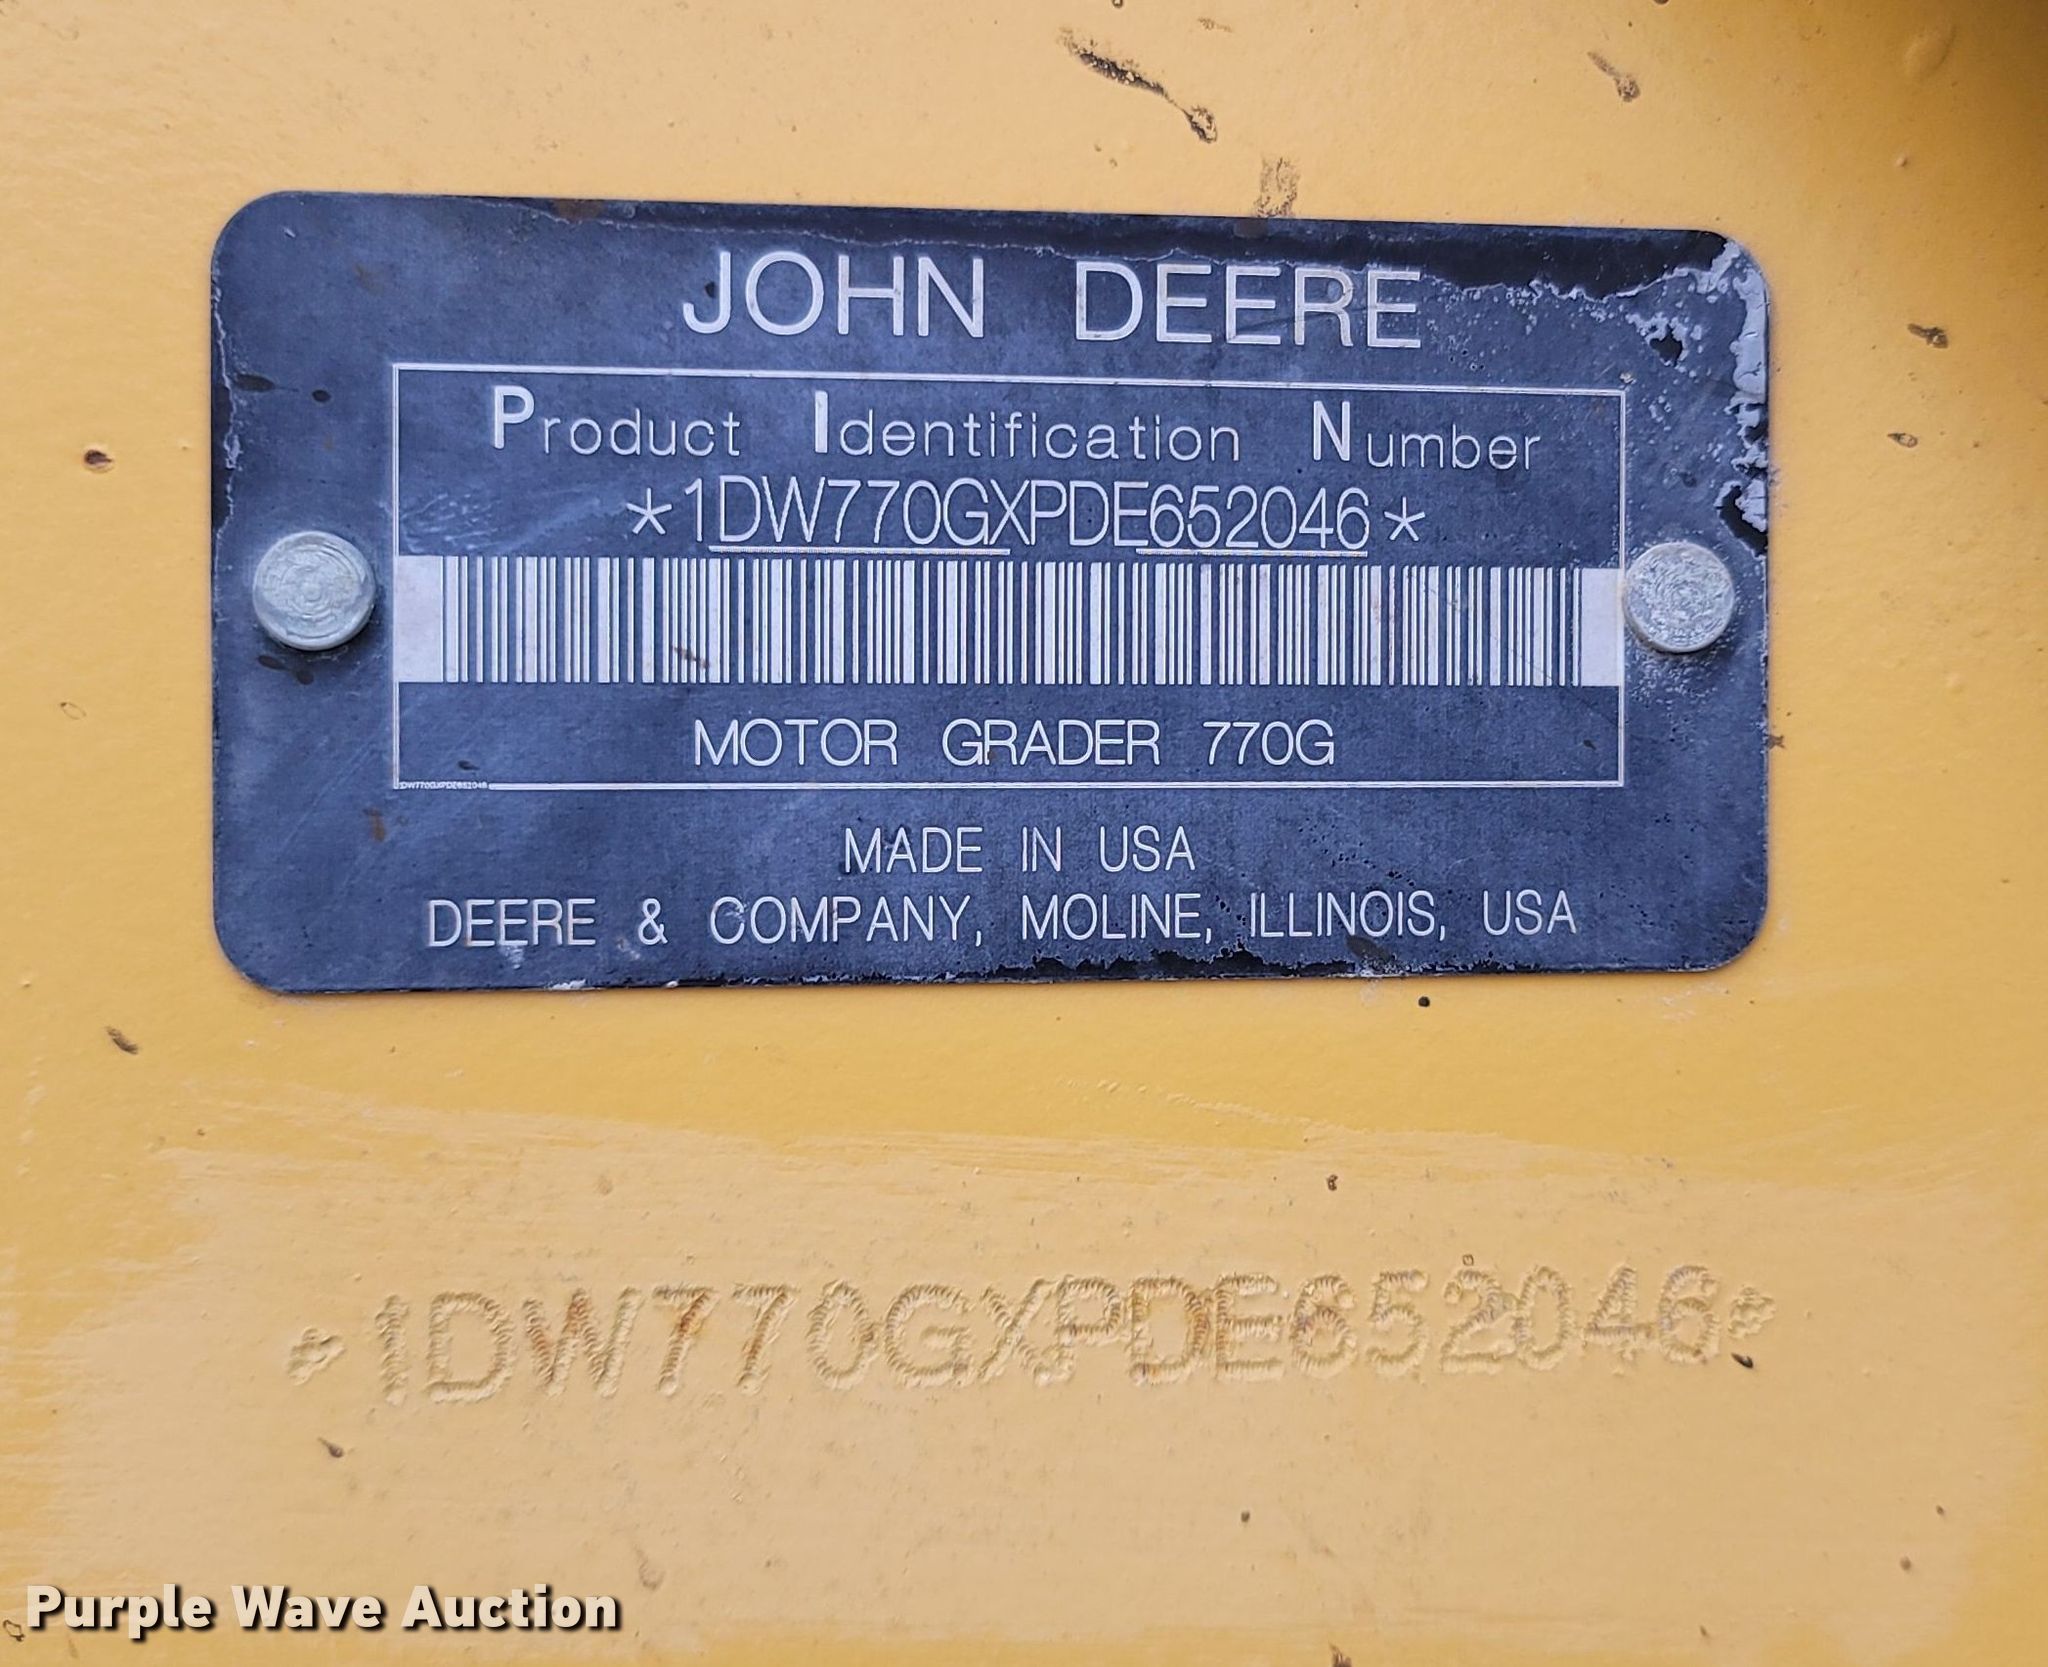 JOHN DEERE
Product Identification Number
*1DW770GXPDE652046*
MOTOR GRADER 770G
1DW770GXPDE652046
MADE IN USA
DEERE & COMPANY, MOLINE, ILLINOIS, USA
*1DW770GXPDE652046*
Purple Wave Auction